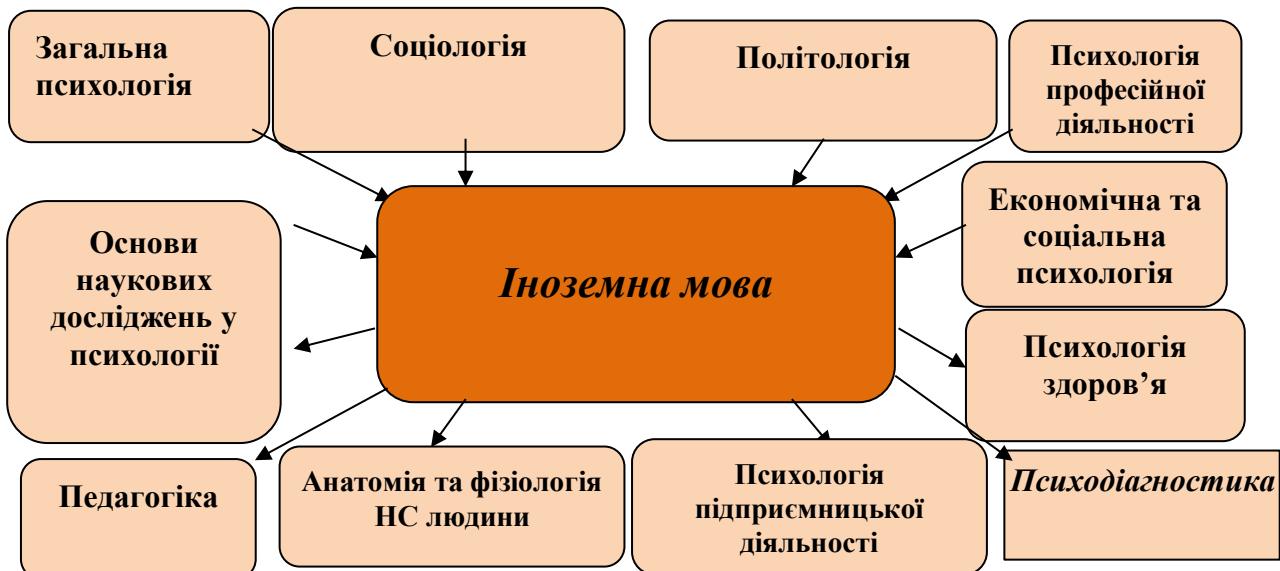 Загальна
психологія
Соціологія
Політологія
Психологія
професійної
діяльності
Основи
наукових
досліджень у
психології
Іноземна мова
Економічна та
соціальна
психологія
Психологія
здоров’я
Педагогіка
Анатомія та фізіологія
НС людини
Психологія
підприємницької
діяльності
Психодіагностика